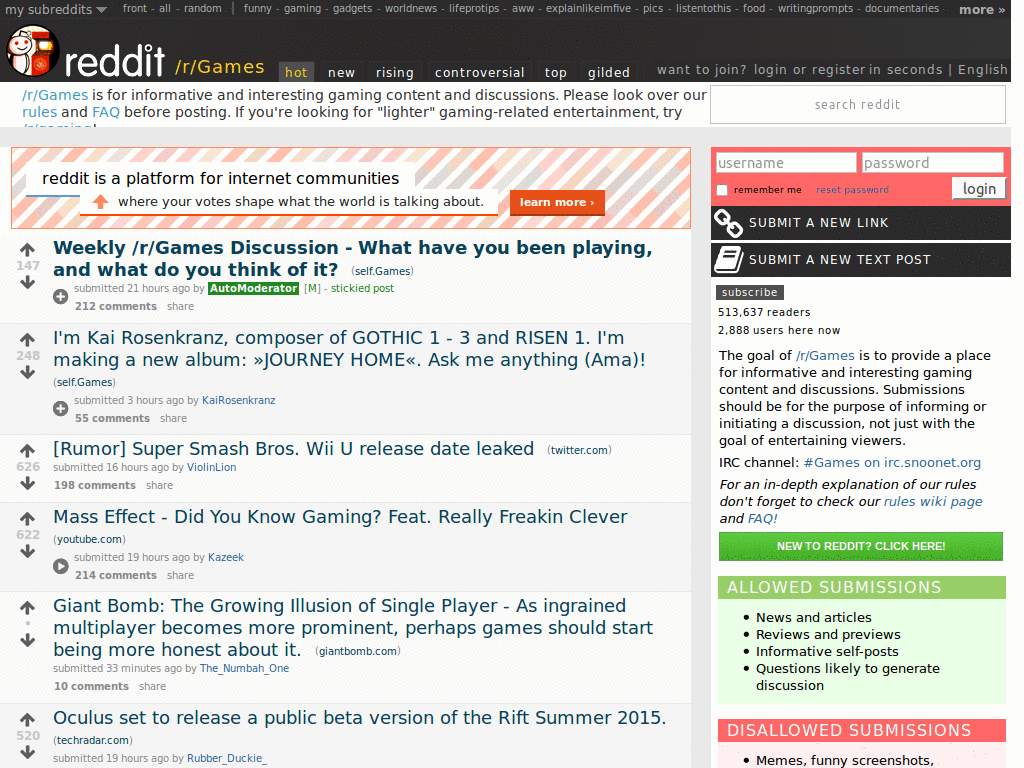 my subreddits
front - all - random | funny - gaming - gadgets - worldnews - lifeprotips - aww - explainlikeimfive - pics - listentothis - food - writingprompts - documentaries
more »
reddit /r/Games hot new rising controversial top gilded
want to join? login or register in seconds | English
/r/Games is for informative and interesting gaming content and discussions. Please look over our
rules and FAQ before posting. If you're looking for "lighter" gaming-related entertainment, try
search reddit
reddit is a platform for internet communities
where your votes shape what the world is talking about.
learn more ›
147
Weekly /r/Games Discussion - What have you been playing,
and what do you think of it? (self.Games)
submitted 21 hours ago by AutoModerator [M] - stickied post
212 comments share
248
I'm Kai Rosenkranz, composer of GOTHIC 1 - 3 and RISEN 1. I'm
making a new album: »JOURNEY HOME«. Ask me anything (Ama)!
(self.Games)
submitted 3 hours ago by KaiRosenkranz
55 comments share
626
[Rumor] Super Smash Bros. Wii U release date leaked (twitter.com)
submitted 16 hours ago by ViolinLion
198 comments share
622
Mass Effect - Did You Know Gaming? Feat. Really Freakin Clever
(youtube.com)
submitted 19 hours ago by Kazeek
214 comments share
•
Giant Bomb: The Growing Illusion of Single Player - As ingrained
multiplayer becomes more prominent, perhaps games should start
being more honest about it. (giantbomb.com)
submitted 33 minutes ago by The_Numbah_One
10 comments share
520
Oculus set to release a public beta version of the Rift Summer 2015.
(techradar.com)
submitted 19 hours ago by Rubber_Duckie_
username password
remember me reset password login
SUBMIT A NEW LINK
SUBMIT A NEW TEXT POST
subscribe
513,637 readers
2,888 users here now
The goal of /r/Games is to provide a place
for informative and interesting gaming
content and discussions. Submissions
should be for the purpose of informing or
initiating a discussion, not just with the
goal of entertaining viewers.
IRC channel: #Games on irc.snoonet.org
For an in-depth explanation of our rules
don't forget to check our rules wiki page
and FAQ!
NEW TO REDDIT? CLICK HERE!
ALLOWED SUBMISSIONS
• News and articles
• Reviews and previews
• Informative self-posts
• Questions likely to generate
discussion
DISALLOWED SUBMISSIONS
• Memes, funny screenshots,